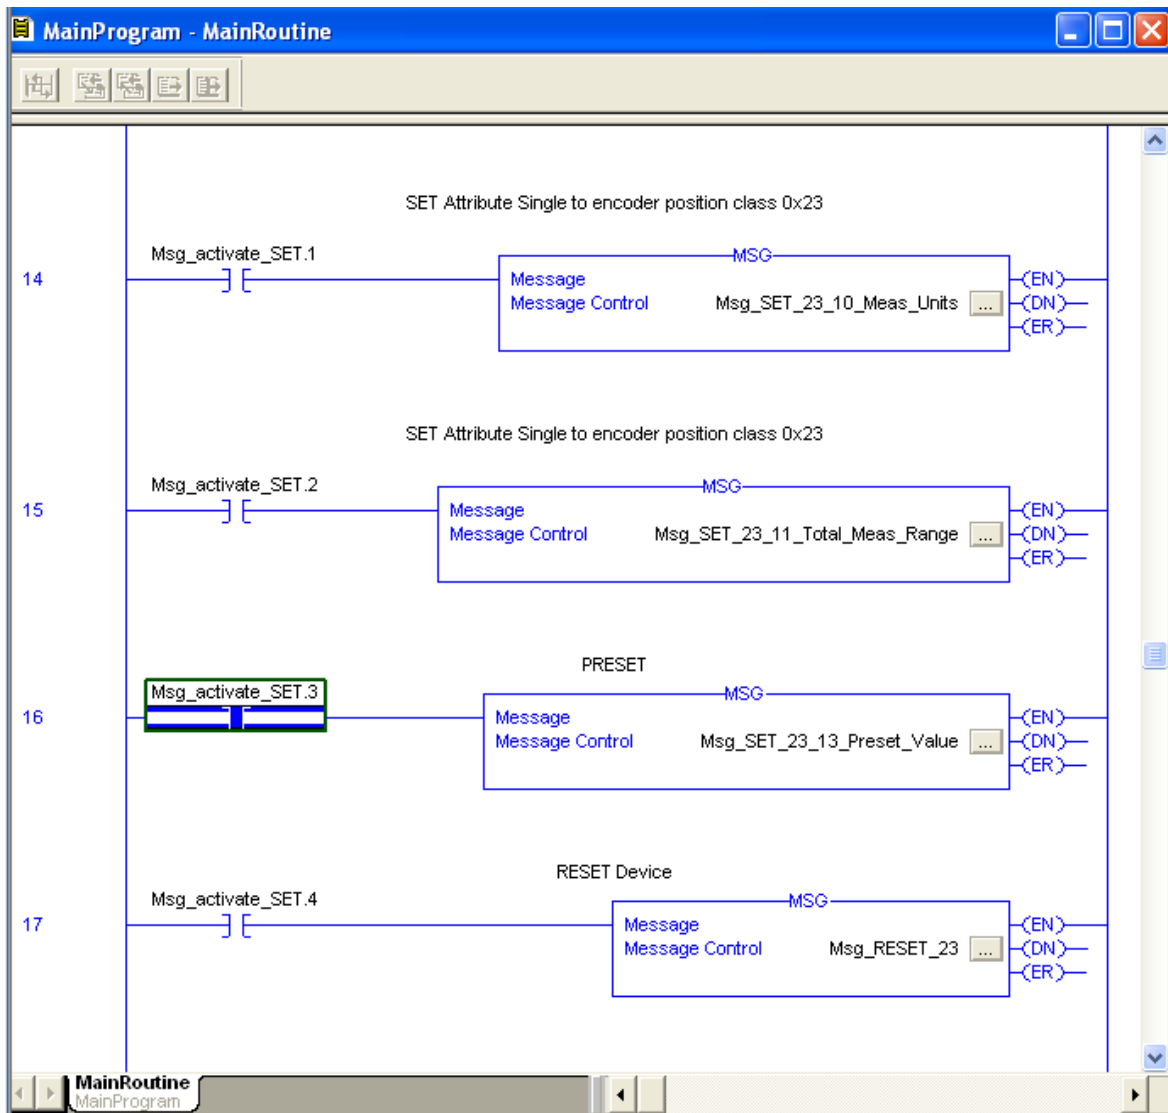 MainProgram - MainRoutine
SET Attribute Single to encoder position class 0x23
Msg_activate_SET.1
MSG
14
Message
EN
Message Control Msg_SET_23_10_Meas_Units ...
DN
ER
SET Attribute Single to encoder position class 0x23
Msg_activate_SET.2
MSG
15
Message
EN
Message Control Msg_SET_23_11_Total_Meas_Range ...
DN
ER
PRESET
Msg_activate_SET.3
MSG
16
Message
EN
Message Control Msg_SET_23_13_Preset_Value ...
DN
ER
RESET Device
Msg_activate_SET.4
MSG
17
Message
EN
Message Control Msg_RESET_23 ...
DN
ER
MainRoutine
MainProgram